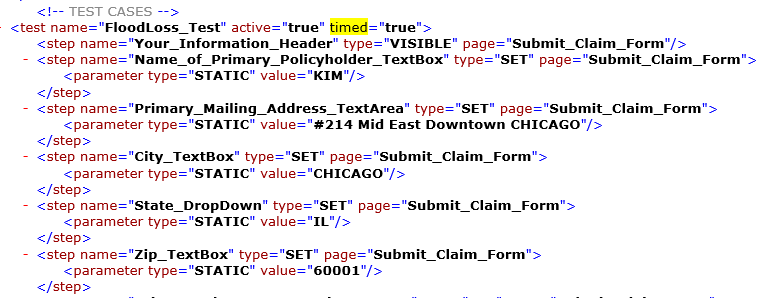 <!-- TEST CASES -->
- <test name="FloodLoss_Test" active="true" timed="true">
<step name="Your_Information_Header" type="VISIBLE" page="Submit_Claim_Form"/>
- <step name="Name_of_Primary_Policyholder_TextBox" type="SET" page="Submit_Claim_Form">
<parameter type="STATIC" value="KIM"/>
</step>
- <step name="Primary_Mailing_Address_TextArea" type="SET" page="Submit_Claim_Form">
<parameter type="STATIC" value="#214 Mid East Downtown CHICAGO"/>
</step>
- <step name="City_TextBox" type="SET" page="Submit_Claim_Form">
<parameter type="STATIC" value="CHICAGO"/>
</step>
- <step name="State_DropDown" type="SET" page="Submit_Claim_Form">
<parameter type="STATIC" value="IL"/>
</step>
- <step name="Zip_TextBox" type="SET" page="Submit_Claim_Form">
<parameter type="STATIC" value="60001"/>
</step>